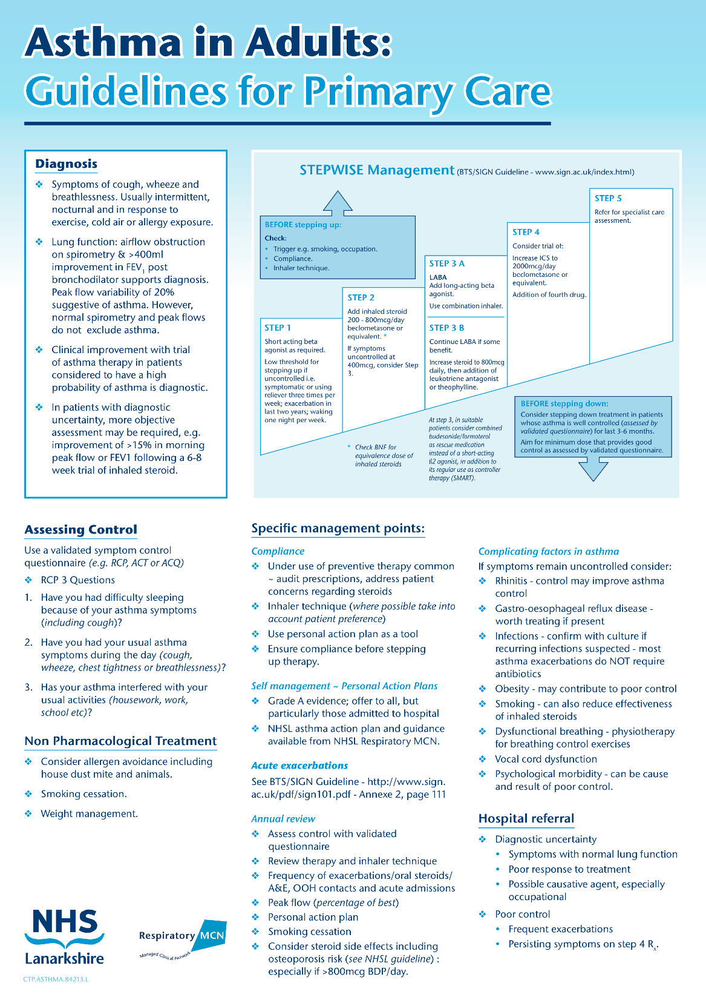 Asthma in Adults:
Guidelines for Primary Care
Diagnosis
❖ Symptoms of cough, wheeze and
breathlessness. Usually intermittent,
nocturnal and in response to
exercise, cold air or allergy exposure.
❖ Lung function: airflow obstruction
on spirometry & >400ml
improvement in FEV1 post
bronchodilator supports diagnosis.
Peak flow variability of 20%
suggestive of asthma. However,
normal spirometry and peak flows
do not exclude asthma.
❖ Clinical improvement with trial
of asthma therapy in patients
considered to have a high
probability of asthma is diagnostic.
❖ In patients with diagnostic
uncertainty, more objective
assessment may be required, e.g.
improvement of >15% in morning
peak flow or FEV1 following a 6-8
week trial of inhaled steroid.
STEPWISE Management (BTS/SIGN Guideline - www.sign.ac.uk/index.html)
BEFORE stepping up:
Check:
• Trigger e.g. smoking, occupation.
• Compliance.
• Inhaler technique.
STEP 1
Short acting beta
agonist as required.
Low threshold for
stepping up if
uncontrolled i.e.
symptomatic or using
reliever three times per
week; exacerbation in
last two years; waking
one night per week.
STEP 2
Add inhaled steroid
200 - 800mcg/day
beclometasone or
equivalent. *
If symptoms
uncontrolled at
400mcg, consider Step
3.
* Check BNF for
equivalence dose of
inhaled steroids
STEP 3 A
LABA
Add long-acting beta
agonist.
Use combination inhaler.
STEP 3 B
Continue LABA if some
benefit.
Increase steroid to 800mcg
daily, then addition of
leukotriene antagonist
or theophylline.
At step 3, in suitable
patients consider combined
budesonide/formoterol
as rescue medication
instead of a short-acting
ß2 agonist, in addition to
its regular use as controller
therapy (SMART).
STEP 4
Consider trial of:
Increase ICS to
2000mcg/day
beclometasone or
equivalent.
Addition of fourth drug.
STEP 5
Refer for specialist care
assessment.
BEFORE stepping down:
Consider stepping down treatment in patients
whose asthma is well controlled (assessed by
validated questionnaire) for last 3-6 months.
Aim for minimum dose that provides good
control as assessed by validated questionnaire.
Assessing Control
Use a validated symptom control
questionnaire (e.g. RCP, ACT or ACQ)
❖ RCP 3 Questions
1. Have you had difficulty sleeping
because of your asthma symptoms
(including cough)?
2. Have you had your usual asthma
symptoms during the day (cough,
wheeze, chest tightness or breathlessness)?
3. Has your asthma interfered with your
usual activities (housework, work,
school etc)?
Non Pharmacological Treatment
❖ Consider allergen avoidance including
house dust mite and animals.
❖ Smoking cessation.
❖ Weight management.
Specific management points:
Compliance
❖ Under use of preventive therapy common
~ audit prescriptions, address patient
concerns regarding steroids
❖ Inhaler technique (where possible take into
account patient preference)
❖ Use personal action plan as a tool
❖ Ensure compliance before stepping
up therapy.
Self management ~ Personal Action Plans
❖ Grade A evidence; offer to all, but
particularly those admitted to hospital
❖ NHSL asthma action plan and guidance
available from NHSL Respiratory MCN.
Acute exacerbations
See BTS/SIGN Guideline - http://www.sign.
ac.uk/pdf/sign101.pdf - Annexe 2, page 111
Annual review
❖ Assess control with validated
questionnaire
❖ Review therapy and inhaler technique
❖ Frequency of exacerbations/oral steroids/
A&E, OOH contacts and acute admissions
❖ Peak flow (percentage of best)
❖ Personal action plan
❖ Smoking cessation
❖ Consider steroid side effects including
osteoporosis risk (see NHSL guideline) :
especially if >800mcg BDP/day.
Complicating factors in asthma
If symptoms remain uncontrolled consider:
❖ Rhinitis - control may improve asthma
control
❖ Gastro-oesophageal reflux disease -
worth treating if present
❖ Infections - confirm with culture if
recurring infections suspected - most
asthma exacerbations do NOT require
antibiotics
❖ Obesity - may contribute to poor control
❖ Smoking - can also reduce effectiveness
of inhaled steroids
❖ Dysfunctional breathing - physiotherapy
for breathing control exercises
❖ Vocal cord dysfunction
❖ Psychological morbidity - can be cause
and result of poor control.
Hospital referral
❖ Diagnostic uncertainty
• Symptoms with normal lung function
• Poor response to treatment
• Possible causative agent, especially
occupational
❖ Poor control
• Frequent exacerbations
• Persisting symptoms on step 4 Rx.
NHS
Lanarkshire
Respiratory MCN
Managed Clinical Network
CTP.ASTHMA.84213.L